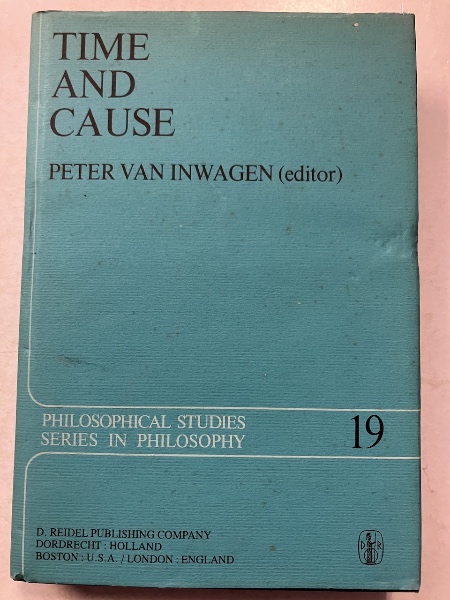 TIME
AND
CAUSE
PETER VAN INWAGEN (editor)
PHILOSOPHICAL STUDIES
SERIES IN PHILOSOPHY
19
D. REIDEL PUBLISHING COMPANY
DORDRECHT : HOLLAND
BOSTON : U.S.A. / LONDON : ENGLAND
D R